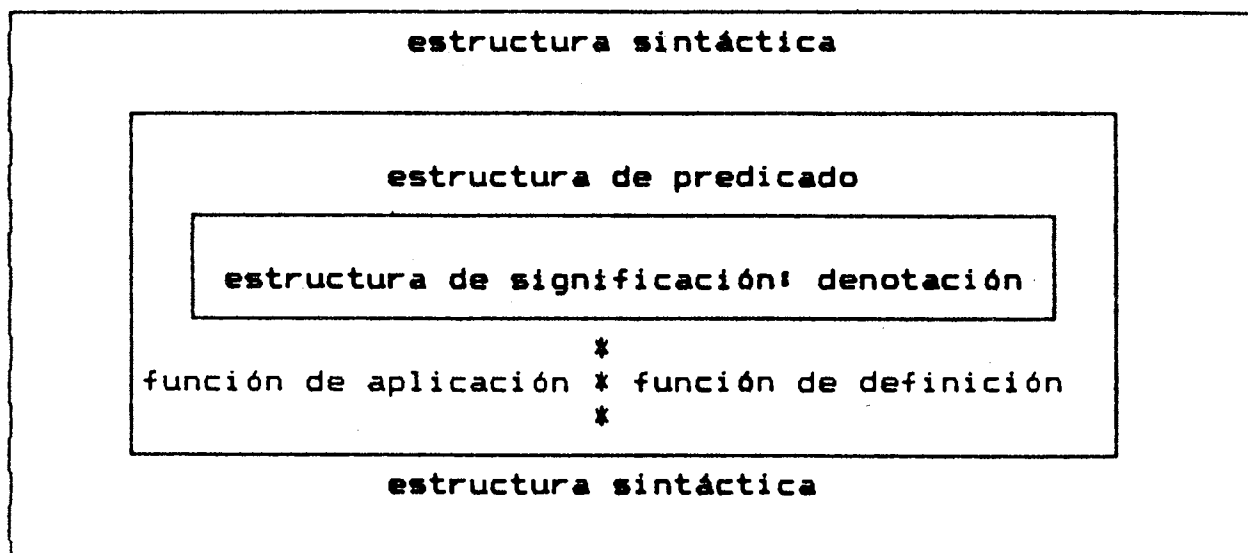 estructura sintáctica
estructura de predicado
estructura de significación: denotación
*
función de aplicación * función de definición
*
estructura sintáctica